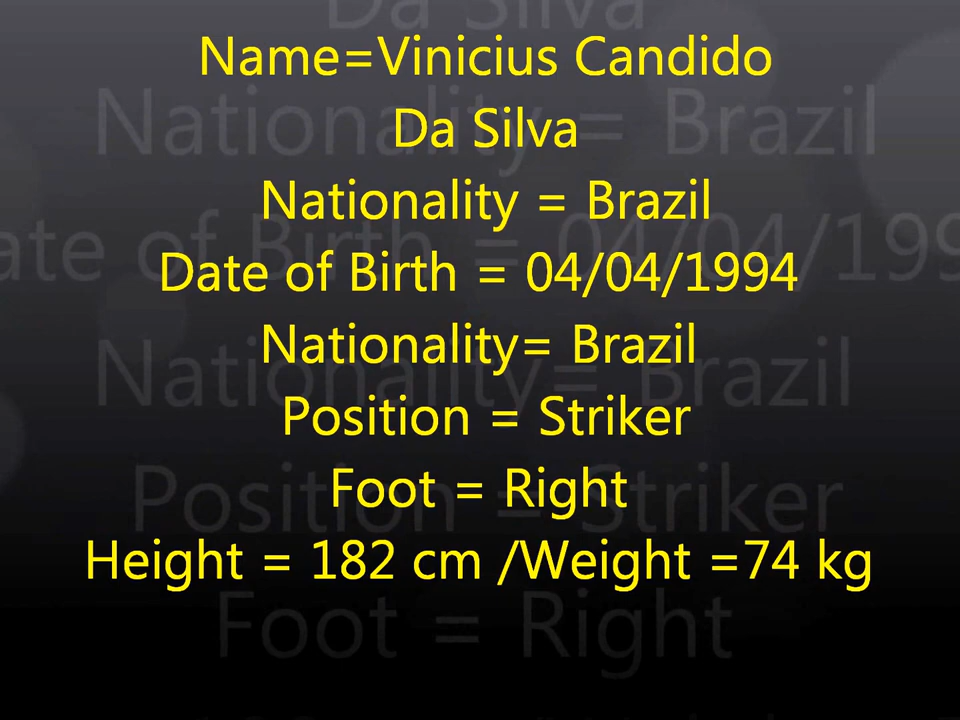 Name=Vinicius Candido
Da Silva
Nationality = Brazil
Date of Birth = 04/04/1994
Nationality= Brazil
Position = Striker
Foot = Right
Height = 182 cm /Weight =74 kg